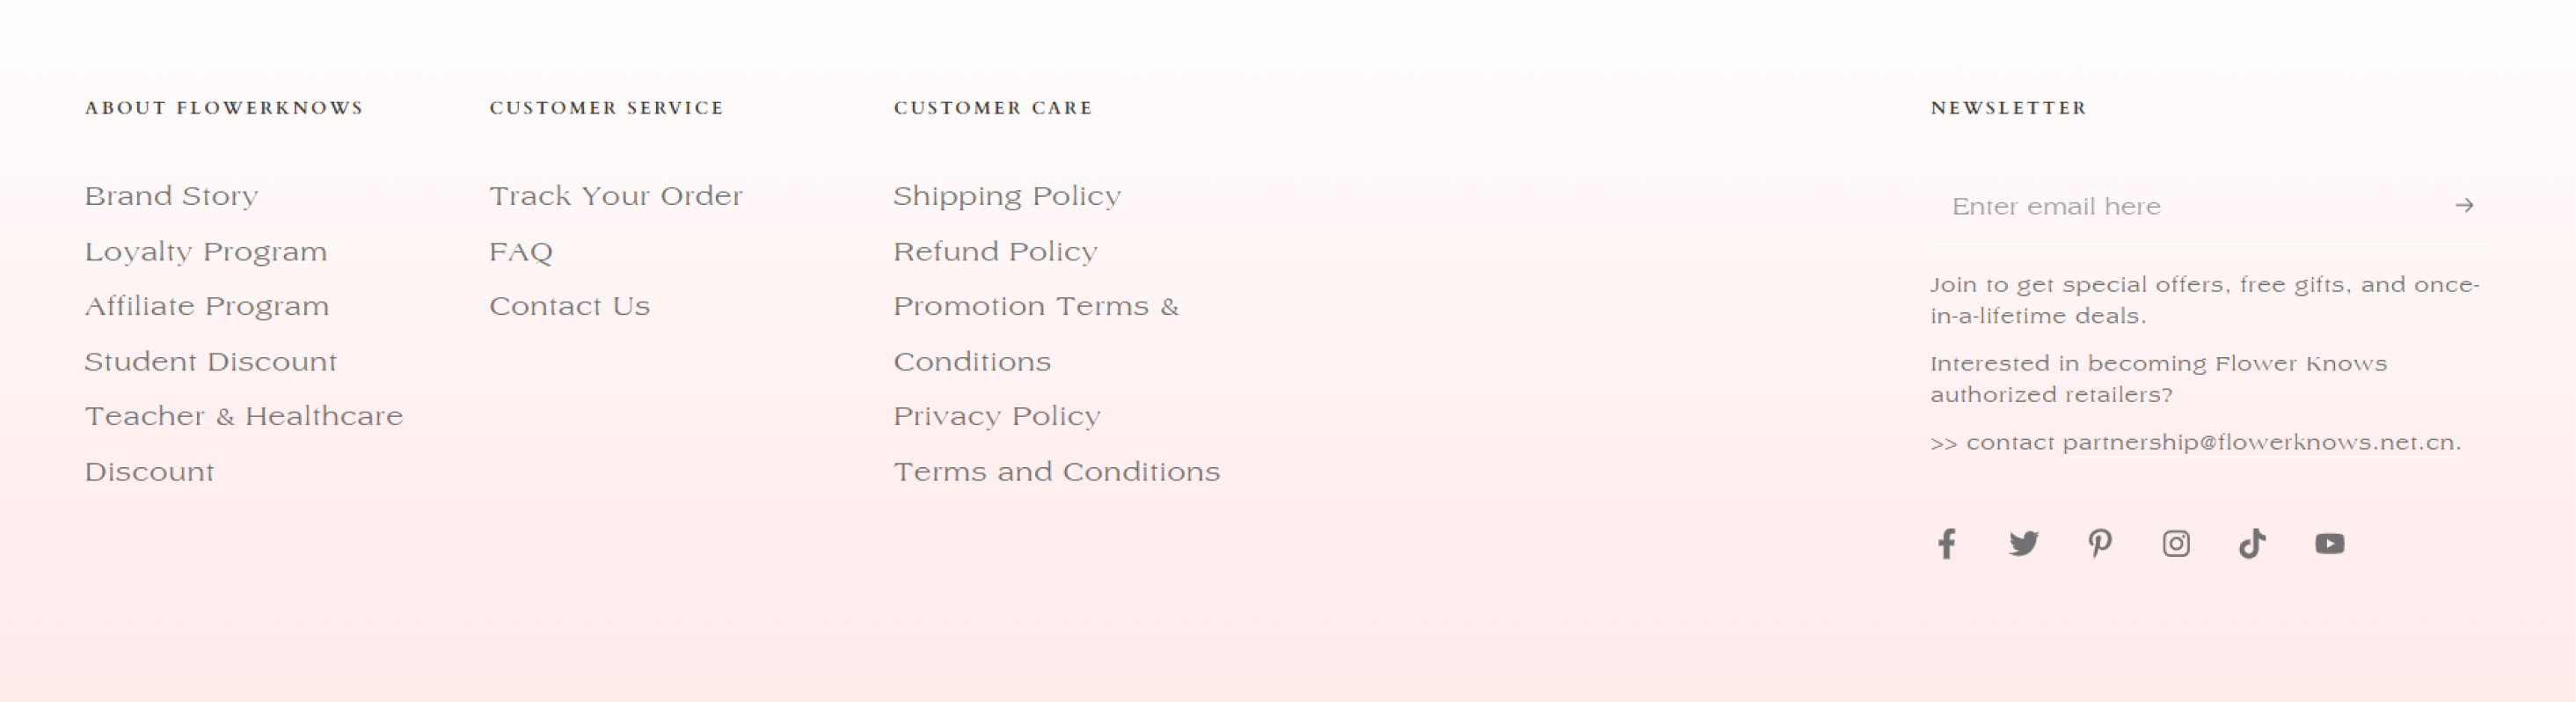 ABOUT FLOWERKNOWS
Brand Story
Loyalty Program
Affiliate Program
Student Discount
Teacher & Healthcare
Discount
CUSTOMER SERVICE
Track Your Order
FAQ
Contact Us
CUSTOMER CARE
Shipping Policy
Refund Policy
Promotion Terms &
Conditions
Privacy Policy
Terms and Conditions
NEWSLETTER
Enter email here
Join to get special offers, free gifts, and once-
in-a-lifetime deals.
Interested in becoming Flower Knows
authorized retailers?
>> contact partnership@flowerknows.net.cn.